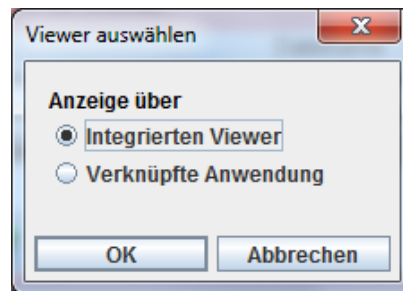 Viewer auswählen
Anzeige über
Integrierten Viewer
Verknüpfte Anwendung
OK Abbrechen